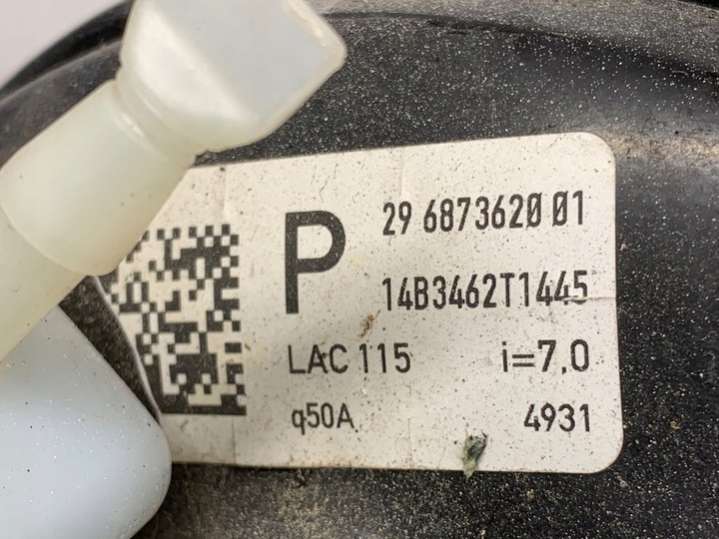 P
29 6873620 01
14B3462T1445
LAC 115 i=7,0
q50A 4931